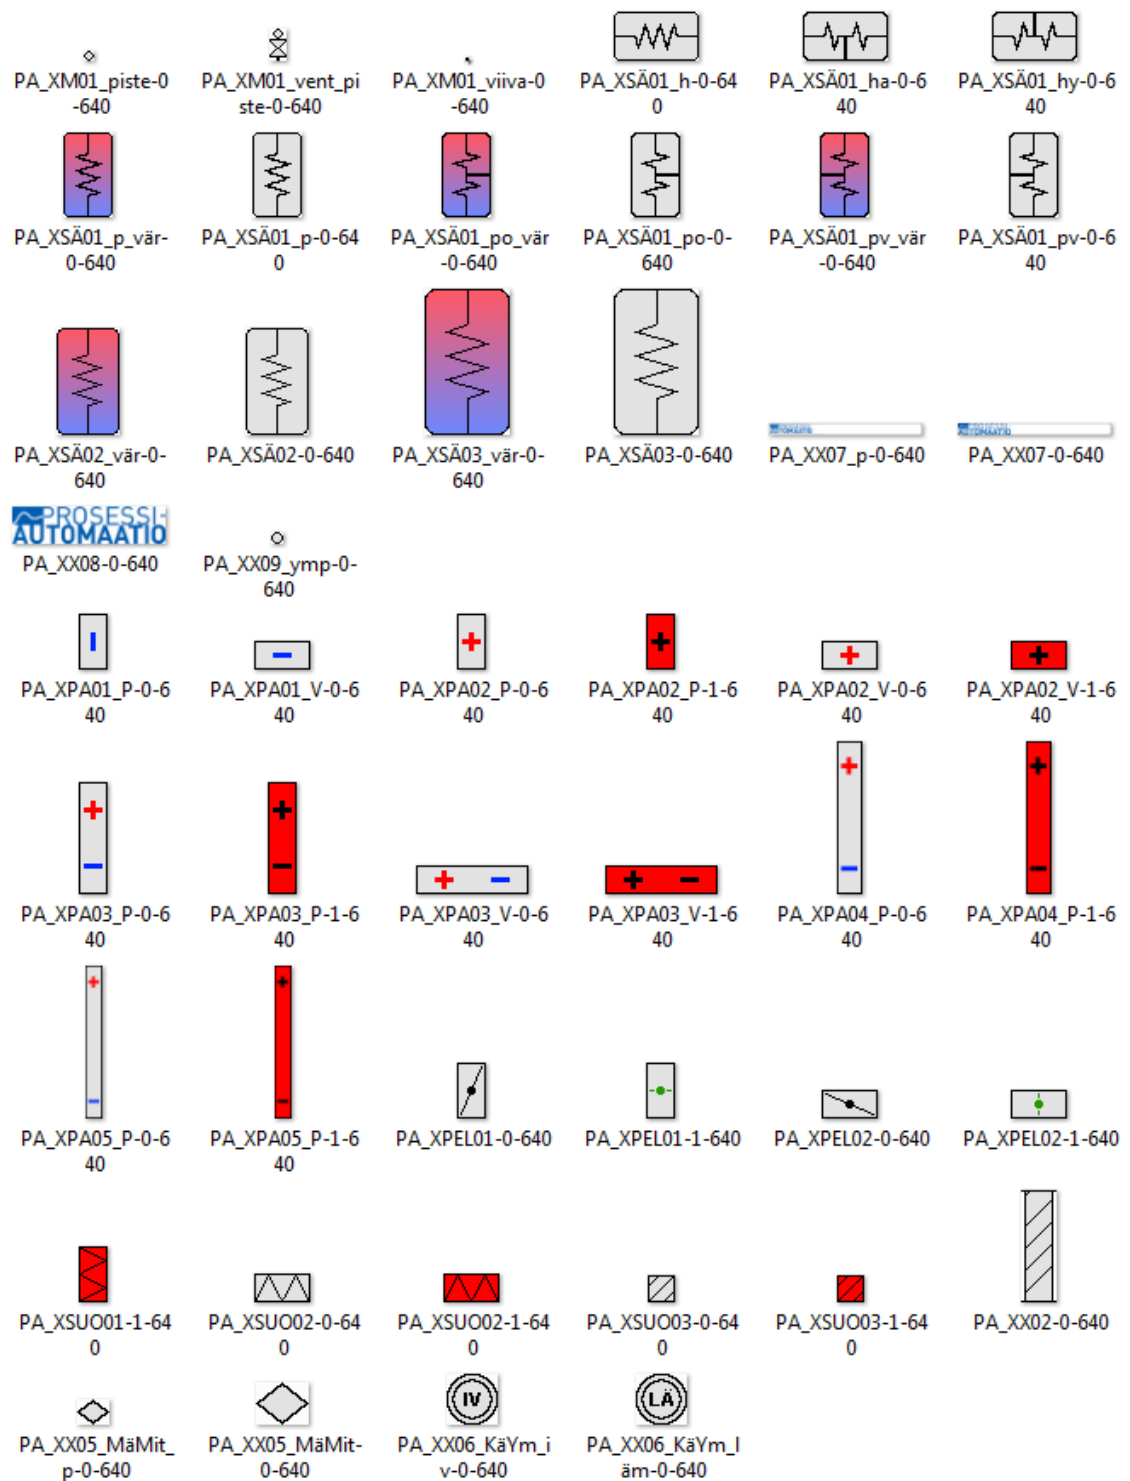 PA_XM01_piste-0
-640
PA_XM01_vent_pi
ste-0-640
PA_XM01_viiva-0
-640
PA_XSÄ01_h-0-64
0
PA_XSÄ01_ha-0-6
40
PA_XSÄ01_hy-0-6
40
PA_XSÄ01_p_vär-
0-640
PA_XSÄ01_p-0-64
0
PA_XSÄ01_po_vär
-0-640
PA_XSÄ01_po-0-
640
PA_XSÄ01_pv_vär
-0-640
PA_XSÄ01_pv-0-6
40
PA_XSÄ02_vär-0-
640
PA_XSÄ02-0-640
PA_XSÄ03_vär-0-
640
PA_XSÄ03-0-640
AUTOMAATIO
PA_XX07_p-0-640
AUTOMAATIO
PA_XX07-0-640
PROSESSI-
AUTOMAATIO
PA_XX08-0-640
PA_XX09_ymp-0-
640
PA_XPA01_P-0-6
40
PA_XPA01_V-0-6
40
+
PA_XPA02_P-0-6
40
+
PA_XPA02_P-1-6
40
+
PA_XPA02_V-0-6
40
+
PA_XPA02_V-1-6
40
+
−
PA_XPA03_P-0-6
40
+
−
PA_XPA03_P-1-6
40
+ −
PA_XPA03_V-0-6
40
+ −
PA_XPA03_V-1-6
40
+
−
PA_XPA04_P-0-6
40
+
−
PA_XPA04_P-1-6
40
+
−
PA_XPA05_P-0-6
40
+
−
PA_XPA05_P-1-6
40
PA_XPEL01-0-640
PA_XPEL01-1-640
PA_XPEL02-0-640
PA_XPEL02-1-640
PA_XSUO01-1-64
0
PA_XSUO02-0-64
0
PA_XSUO02-1-64
0
PA_XSUO03-0-64
0
PA_XSUO03-1-64
0
PA_XX02-0-640
PA_XX05_MäMit_
p-0-640
PA_XX05_MäMit-
0-640
IV
PA_XX06_KäYm_i
v-0-640
LÄ
PA_XX06_KäYm_l
äm-0-640